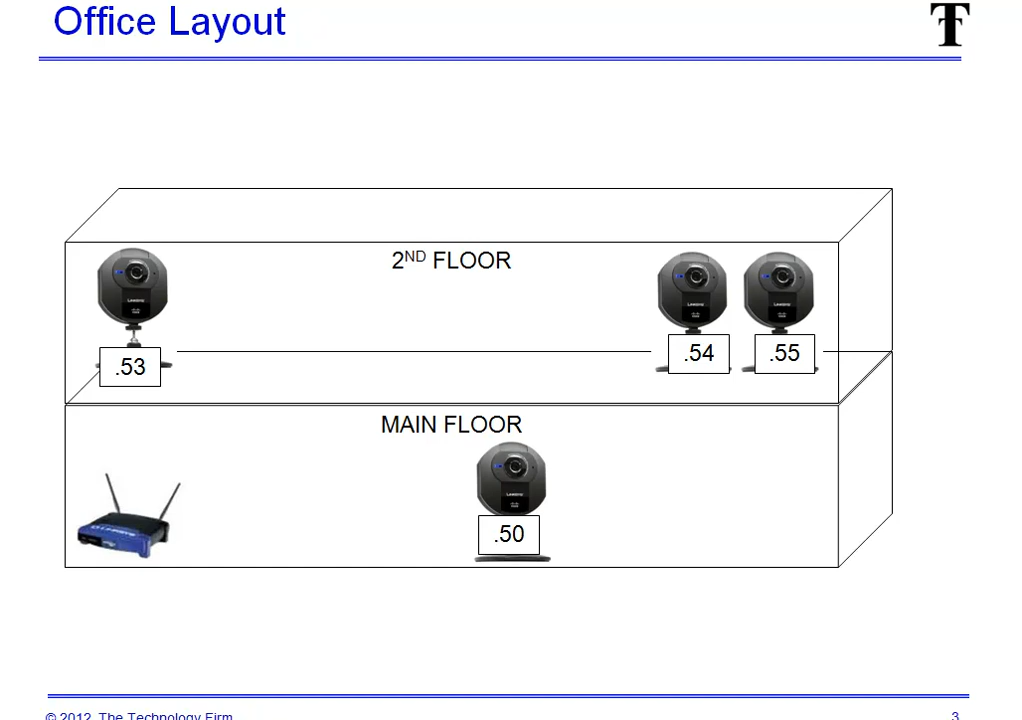 Office Layout
2ND FLOOR
.53
.54
.55
MAIN FLOOR
.50
© 2012, The Technology Firm
3